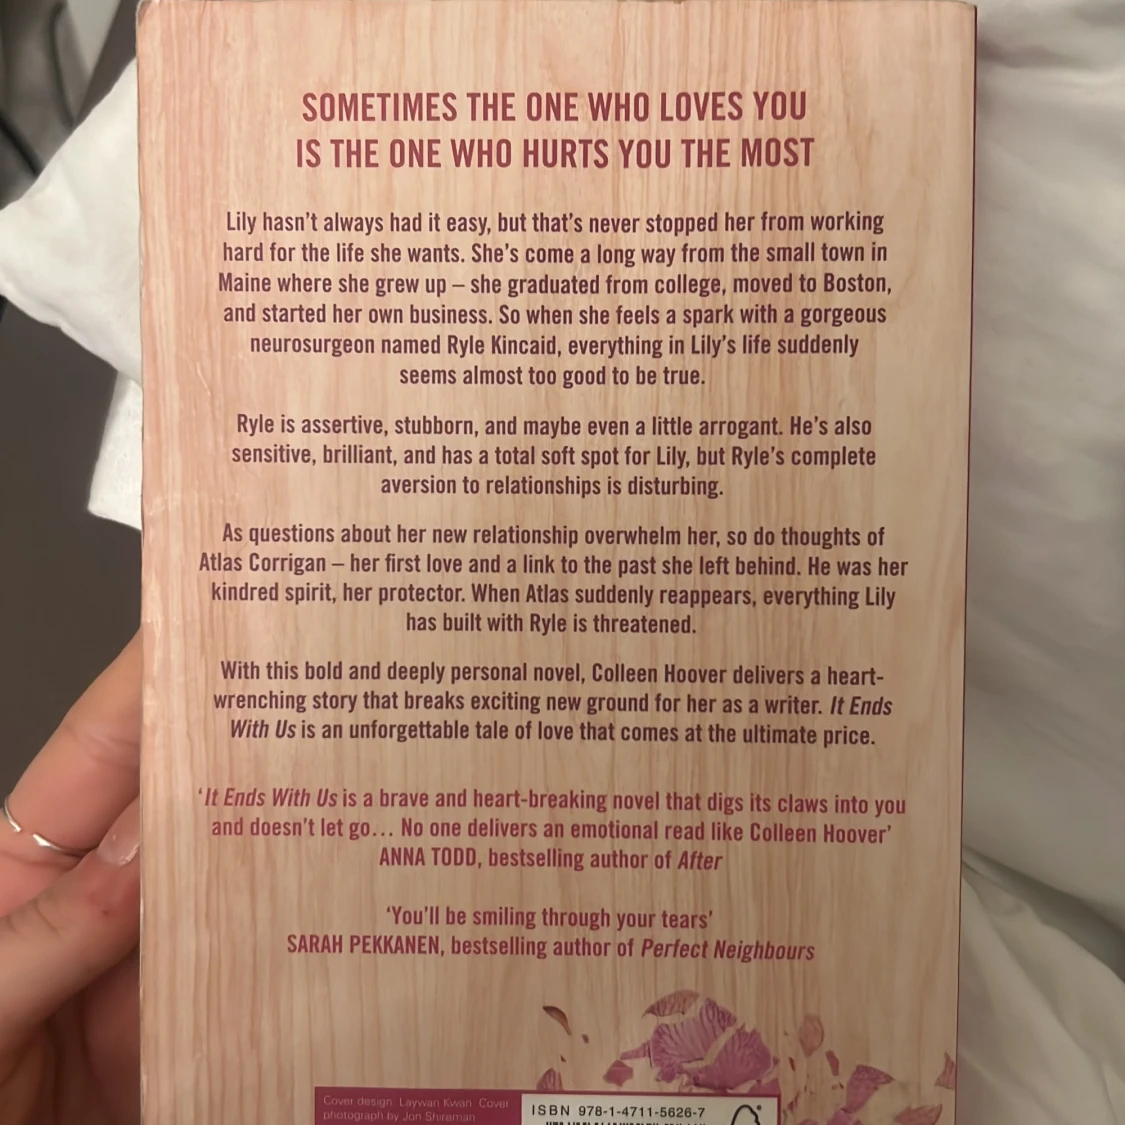 SOMETIMES THE ONE WHO LOVES YOU
IS THE ONE WHO HURTS YOU THE MOST
Lily hasn't always had it easy, but that's never stopped her from working
hard for the life she wants. She's come a long way from the small town in
Maine where she grew up – she graduated from college, moved to Boston,
and started her own business. So when she feels a spark with a gorgeous
neurosurgeon named Ryle Kincaid, everything in Lily's life suddenly
seems almost too good to be true.
Ryle is assertive, stubborn, and maybe even a little arrogant. He's also
sensitive, brilliant, and has a total soft spot for Lily, but Ryle's complete
aversion to relationships is disturbing.
As questions about her new relationship overwhelm her, so do thoughts of
Atlas Corrigan – her first love and a link to the past she left behind. He was her
kindred spirit, her protector. When Atlas suddenly reappears, everything Lily
has built with Ryle is threatened.
With this bold and deeply personal novel, Colleen Hoover delivers a heart-
wrenching story that breaks exciting new ground for her as a writer. It Ends
With Us is an unforgettable tale of love that comes at the ultimate price.
'It Ends With Us is a brave and heart-breaking novel that digs its claws into you
and doesn't let go... No one delivers an emotional read like Colleen Hoover'
ANNA TODD, bestselling author of After
'You'll be smiling through your tears'
SARAH PEKKANEN, bestselling author of Perfect Neighbours
Cover design Laywan Kwan Cover
photograph by Jon Shireman
ISBN 978-1-4711-5626-7